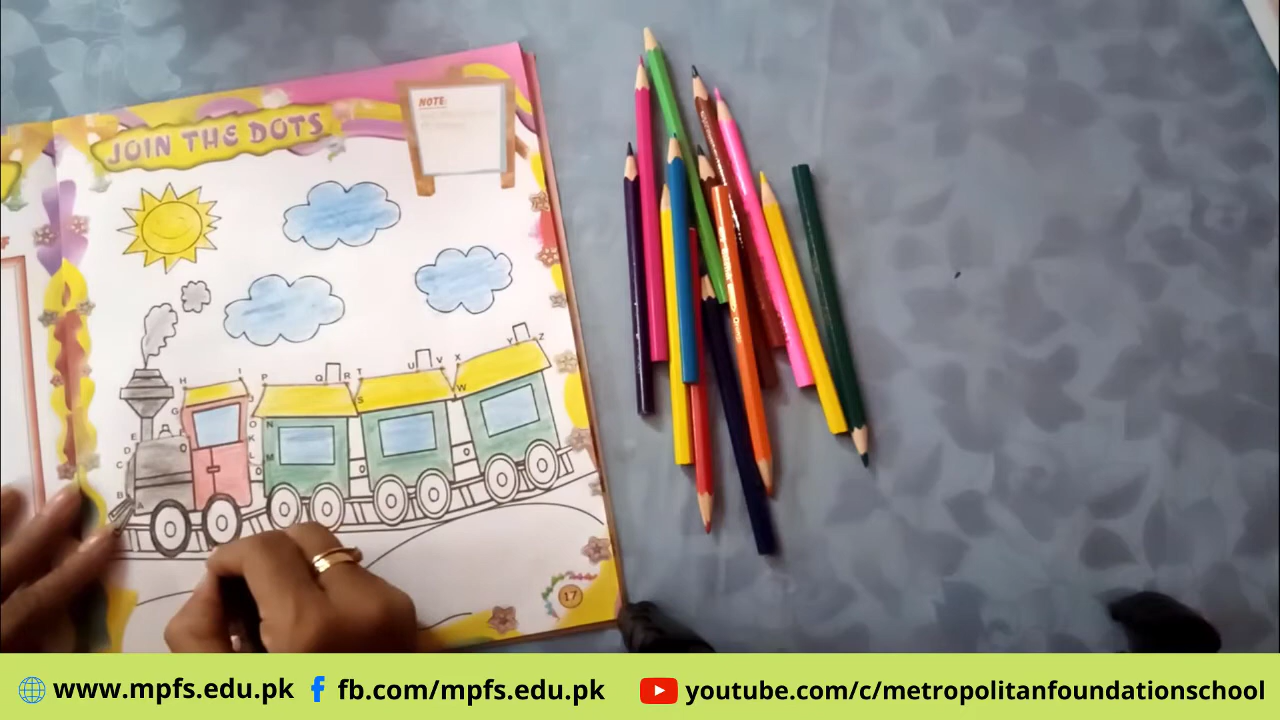 JOIN THE DOTS
NOTE
H
I
P
Q
R
T
U
V
X
Y
Z
G
O
N
S
W
E
K
D
L
M
C
D
B
A
17
www.mpfs.edu.pk
fb.com/mpfs.edu.pk
youtube.com/c/metropolitanfoundationschool